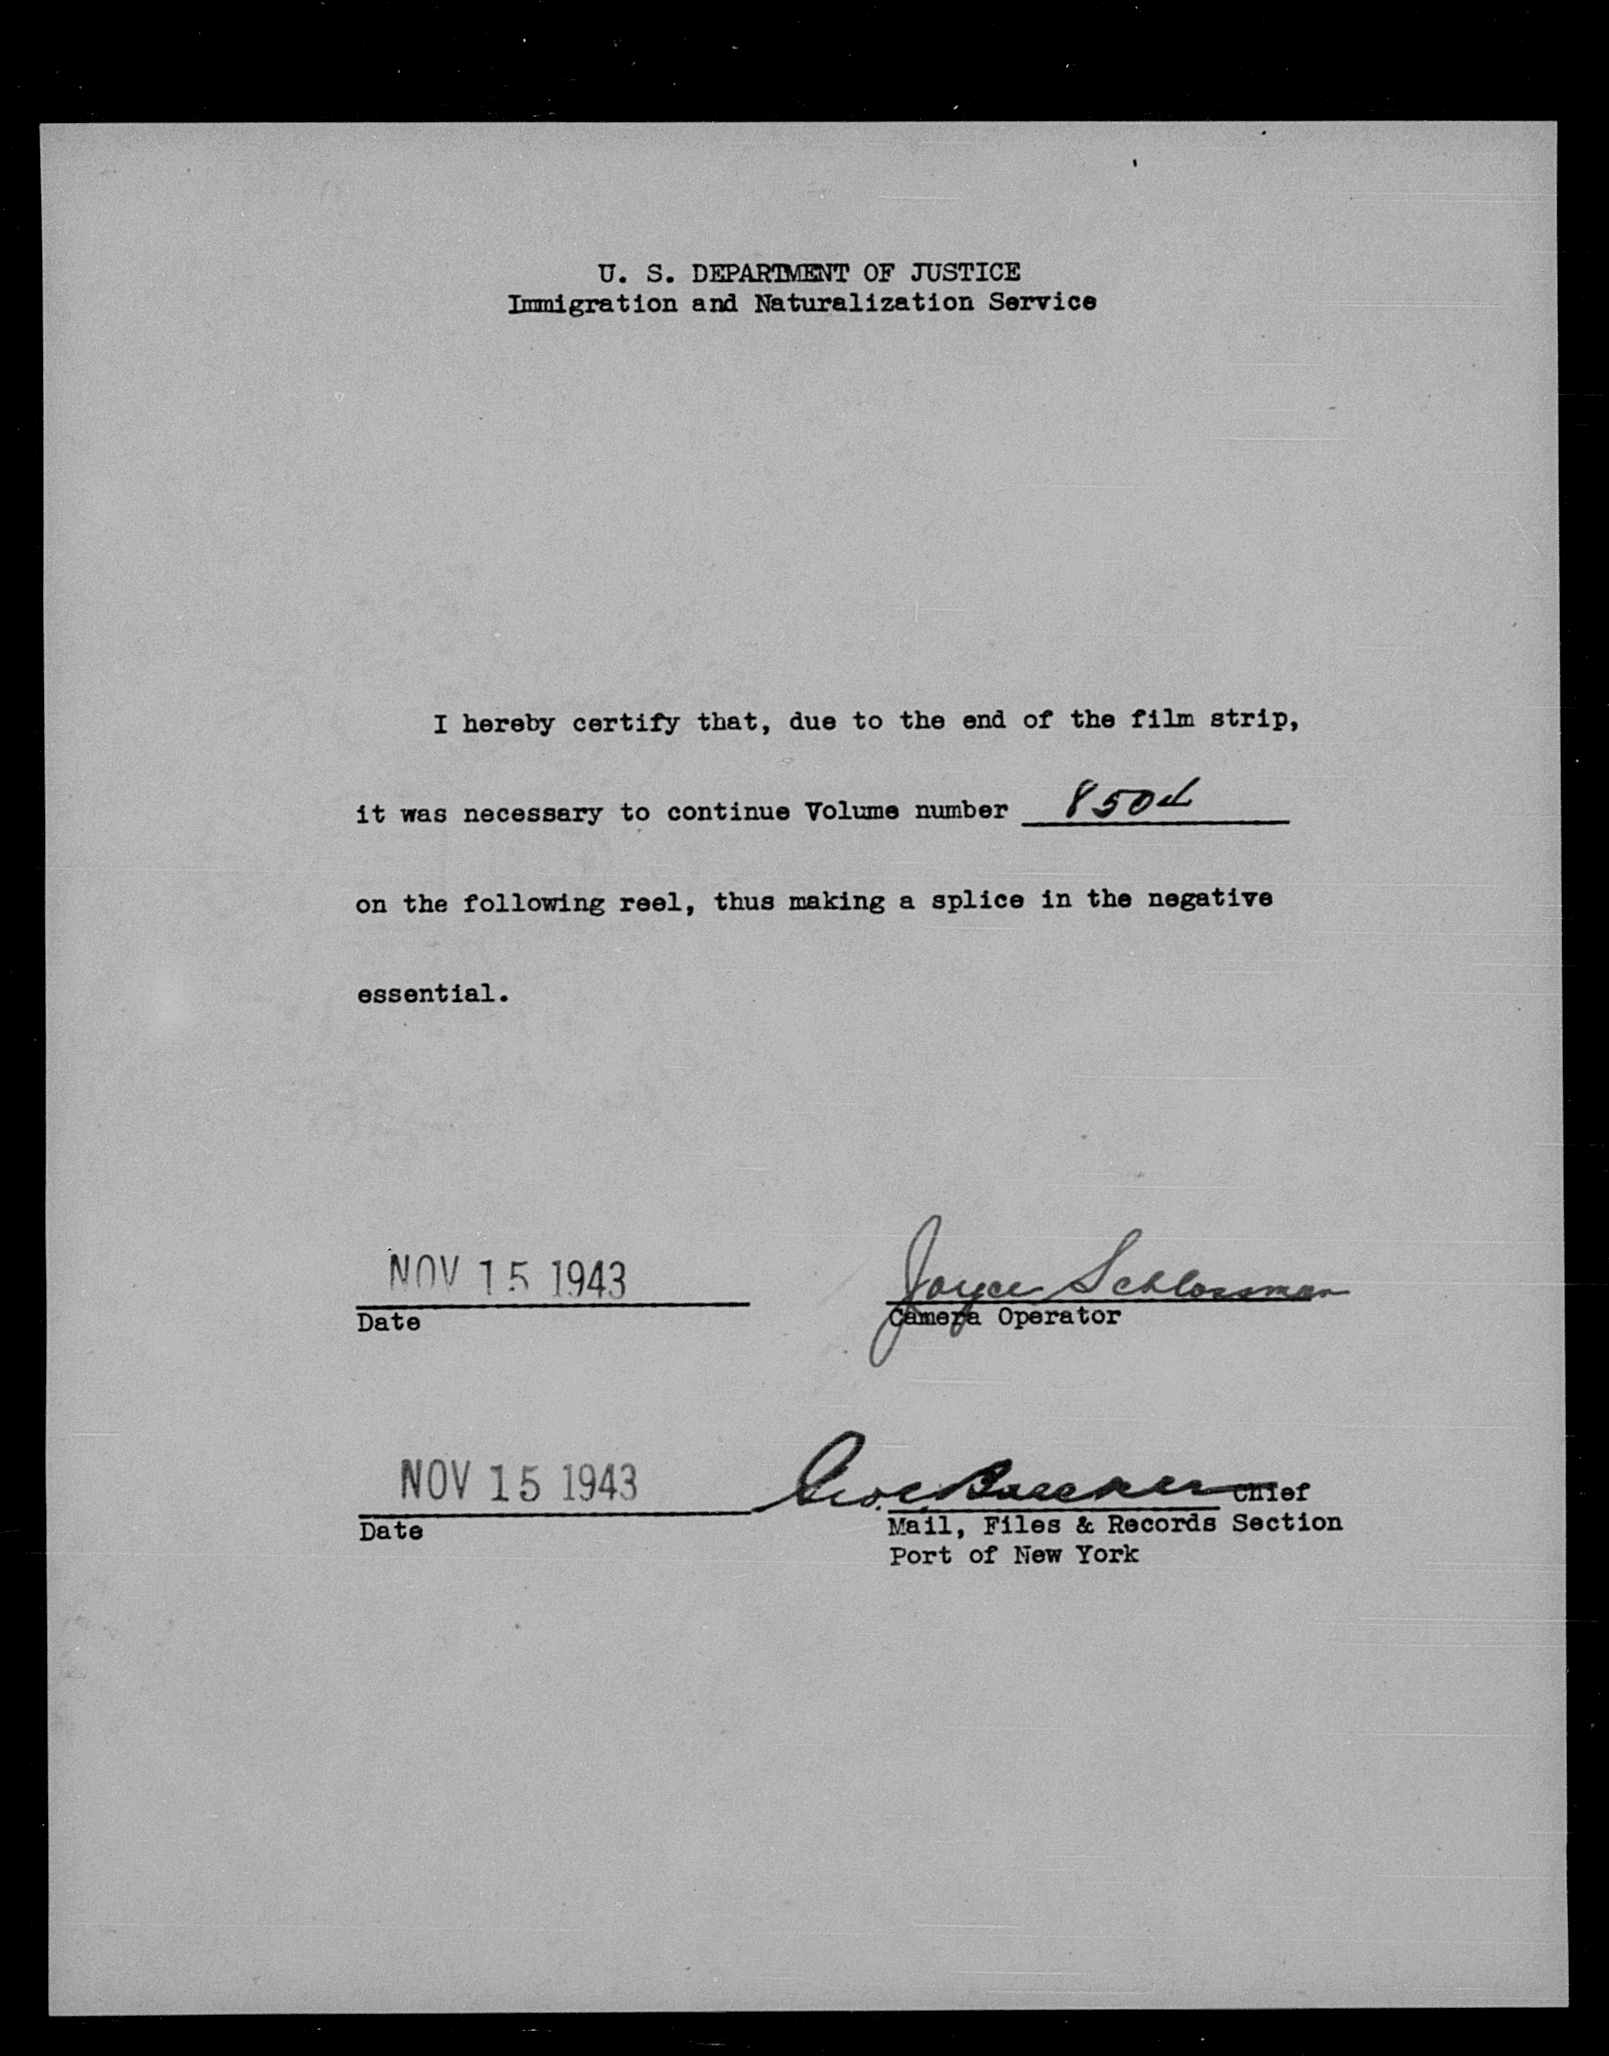 U. S. DEPARTMENT OF JUSTICE
Immigration and Naturalization Service
I hereby certify that, due to the end of the film strip,
it was necessary to continue Volume number
on the following reel, thus making a splice in the negative
essential.
NOV 15 1943 Joyce Schlossman
Date Camera Operator
NOV 15 1943 Chief
Date Mail, Files & Records Section
Port of New York